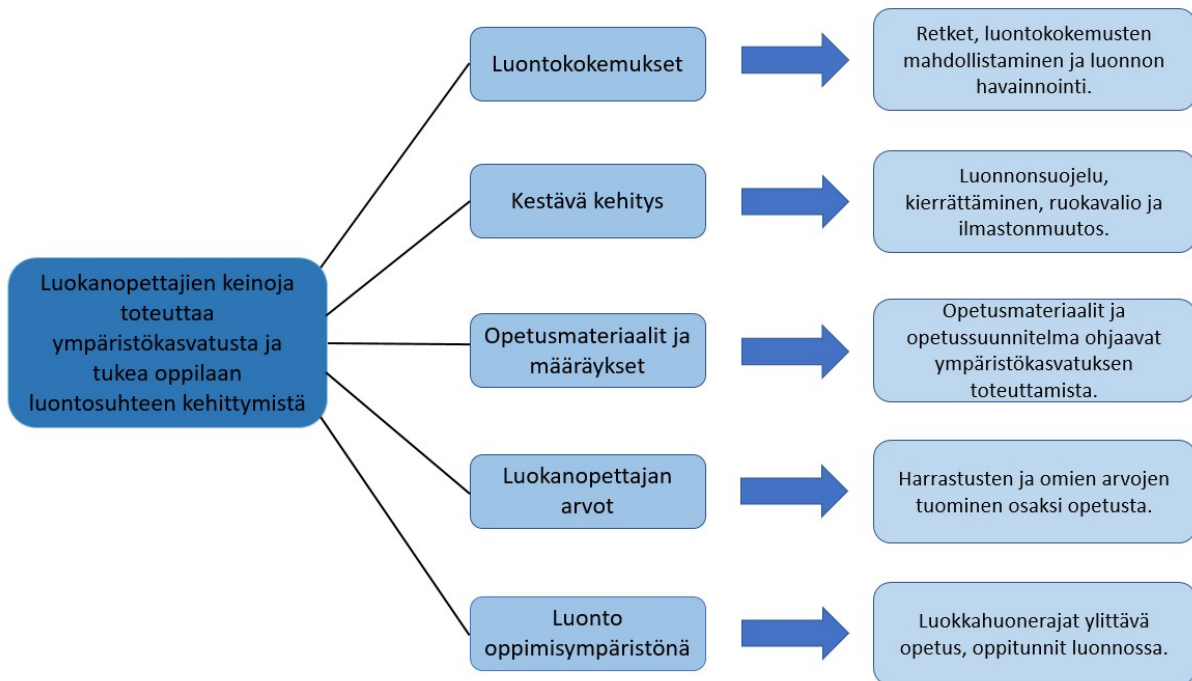 Luokanopettajien keinoja
toteuttaa
ympäristökasvatusta ja
tukea oppilaan
luontosuhteen kehittymistä
Luontokokemukset
Retket, luontokokemusten
mahdollistaminen ja luonnon
havainnointi.
Kestävä kehitys
Luonnonsuojelu,
kierrättäminen, ruokavalio ja
ilmastonmuutos.
Opetusmateriaalit ja
määräykset
Opetusmateriaalit ja
opetussuunnitelma ohjaavat
ympäristökasvatuksen
toteuttamista.
Luokanopettajan
arvot
Harrastusten ja omien arvojen
tuominen osaksi opetusta.
Luonto
oppimisympäristönä
Luokkahuonerajat ylittävä
opetus, oppitunnit luonnossa.